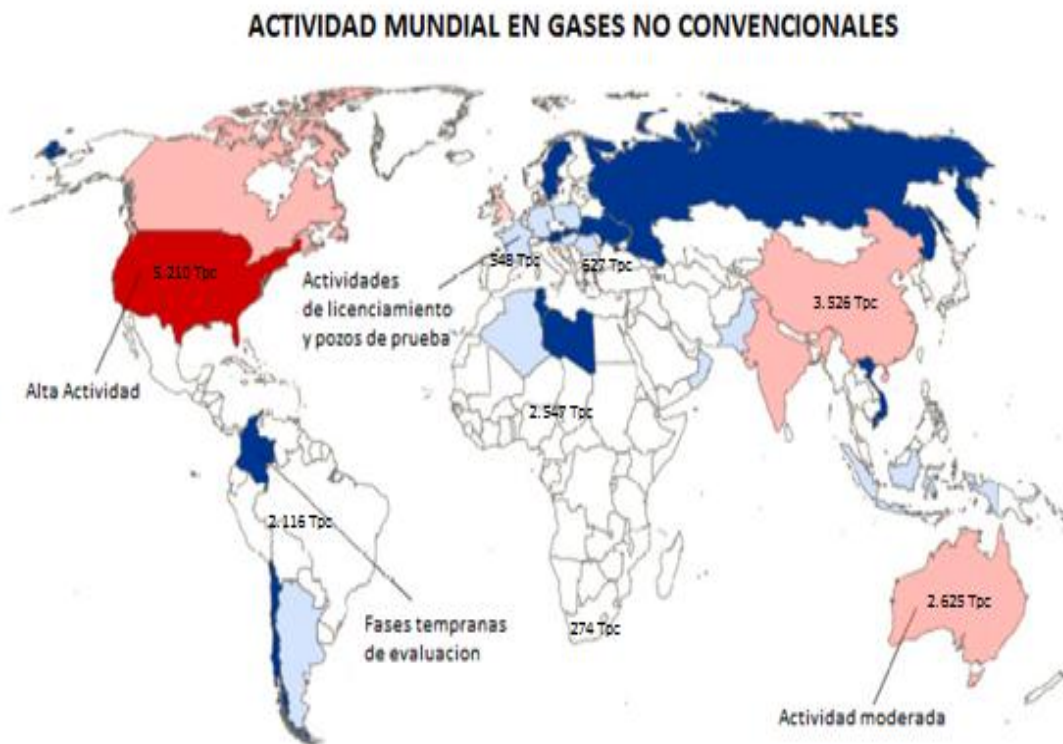 ACTIVIDAD MUNDIAL EN GASES NO CONVENCIONALES
5.210 Tpc
Alta Actividad
Actividades
de licenciamiento
y pozos de prueba
548 Tpc
627 Tpc
3.526 Tpc
2.547 Tpc
2.116 Tpc
Fases tempranas
de evaluacion
274 Tpc
2.625 Tpc
Actividad moderada